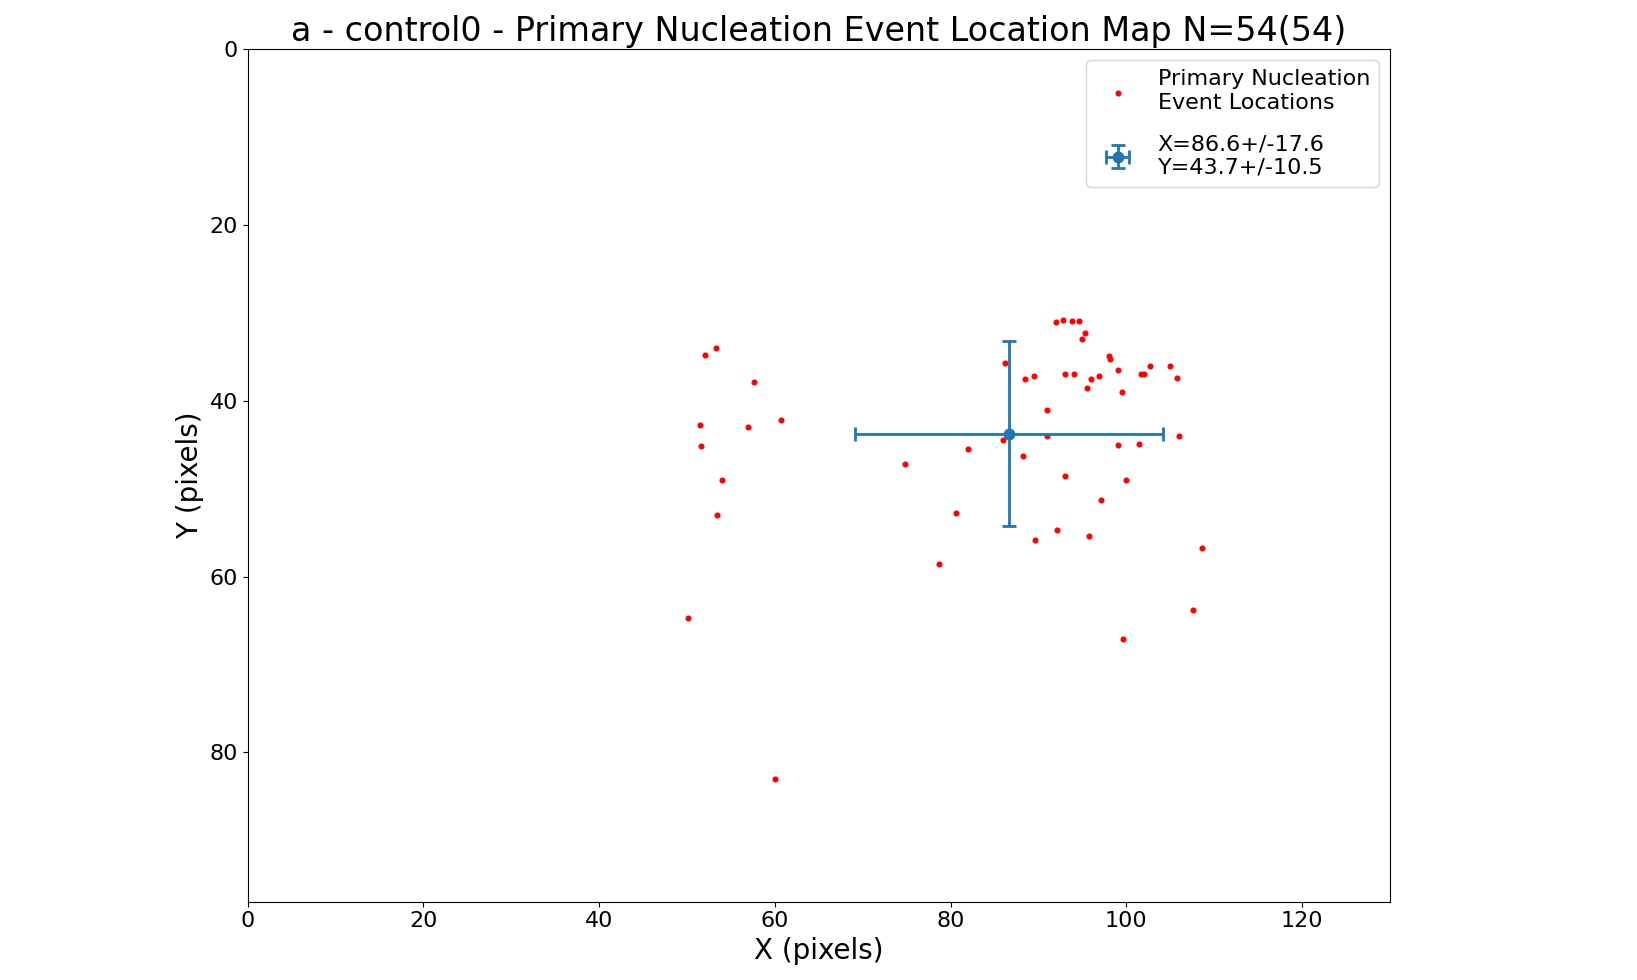 a - control0 - Primary Nucleation Event Location Map N=54(54)
Primary Nucleation
Event Locations
X=86.6+/-17.6
Y=43.7+/-10.5
0
20
40
60
80
Y (pixels)
0
20
40
60
80
100
120
X (pixels)